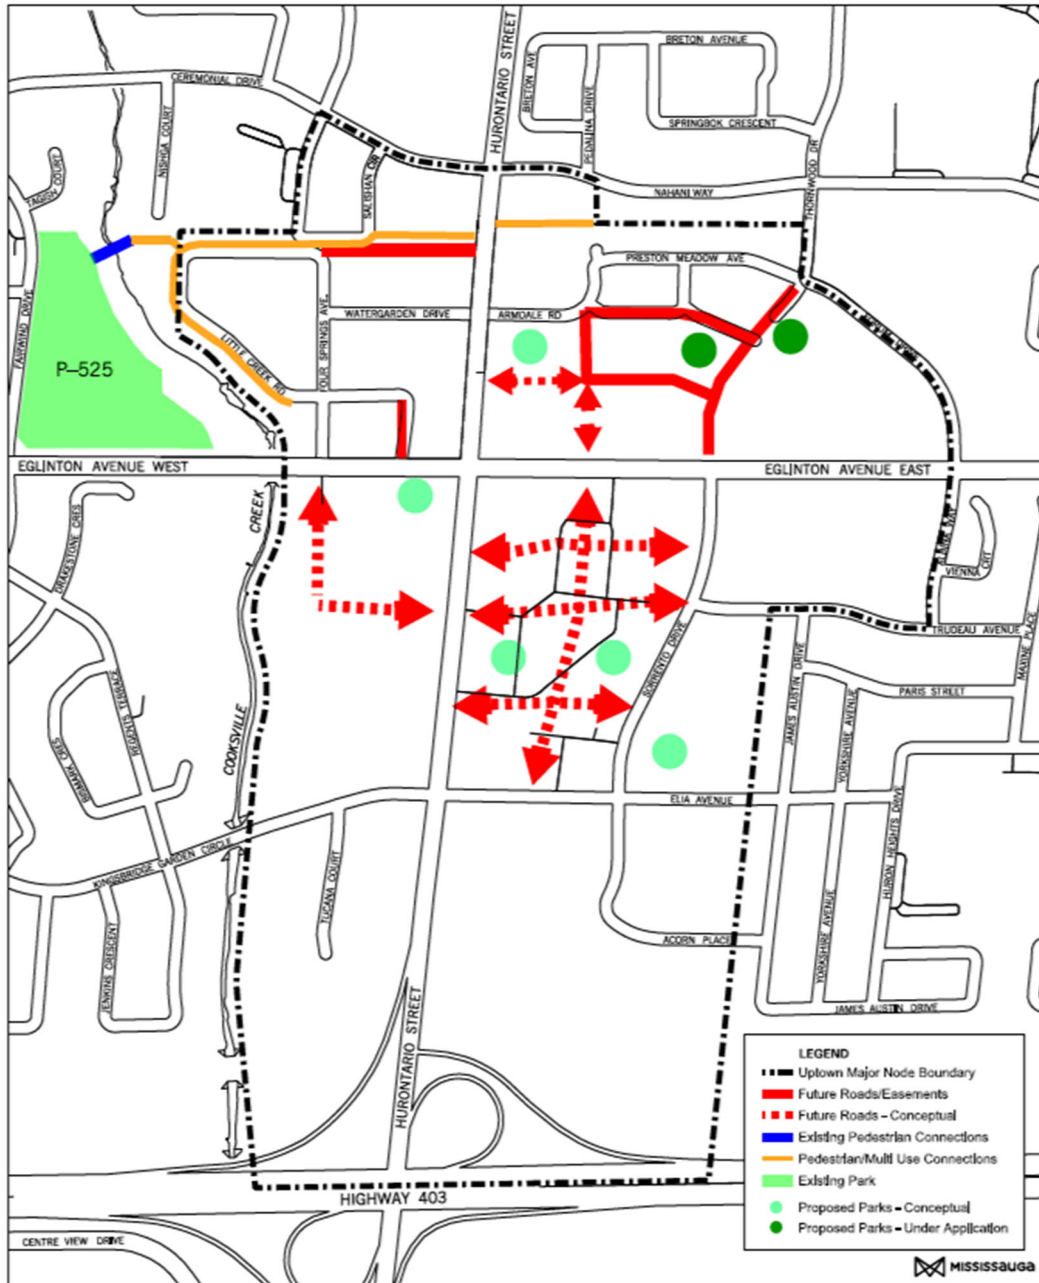 HURONTARIO STREET
BRETON AVENUE
BRETON AVE
PEDALINA DRIVE
CEREMONIAL DRIVE
SPRINGBOK CRESCENT
NISHGA COURT
THORNWOOD DR
TAGISH COURT
SALISHAN CIR
NAHANI WAY
PRESTON MEADOW AVE
FAIRWIND DRIVE
FOUR SPRINGS AVE.
WATERGARDEN DRIVE
ARMDALE RD
LITTLE CREEK RD
P-525
EGLINTON AVENUE WEST
EGLINTON AVENUE EAST
CREEK
DRAKESTONE CRES
VIENNA CRT
TRUDEAU AVENUE
MAXINE PLACE
SORRENTO DRIVE
JAMES AUSTIN DRIVE
PARIS STREET
REGENTS TERRACE
YORKSHIRE AVENUE
COOKSVILLE
BISMARK CRES
ELIA AVENUE
HURON HEIGHTS DRIVE
KINGSBRIDGE GARDEN CIRCLE
TUCANA COURT
JENKINS CRESCENT
ACORN PLACE
YORKSHIRE AVENUE
JAMES AUSTIN DRIVE
HURONTARIO STREET
LEGEND
Uptown Major Node Boundary
Future Roads/Easements
Future Roads - Conceptual
Existing Pedestrian Connections
Pedestrian/Multi Use Connections
Existing Park
Proposed Parks - Conceptual
Proposed Parks - Under Application
HIGHWAY 403
CENTRE VIEW DRIVE
MISSISSAUGA